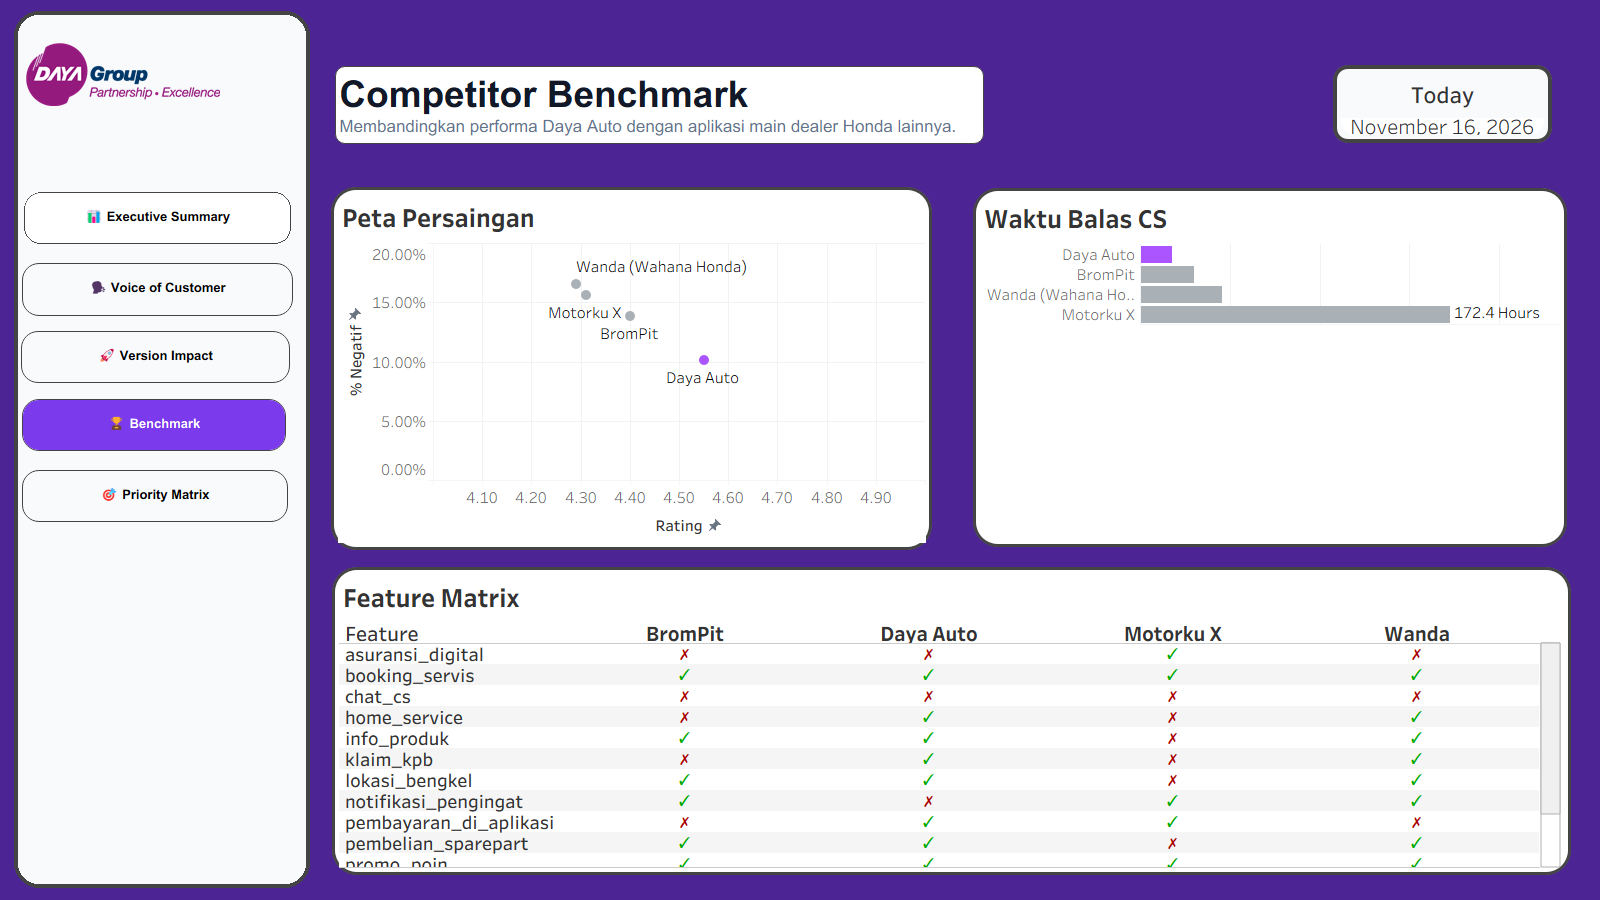 DAYA Group
Partnership • Excellence
Executive Summary
Voice of Customer
Version Impact
Benchmark
Priority Matrix
Competitor Benchmark
Membandingkan performa Daya Auto dengan aplikasi main dealer Honda lainnya.
Today
November 16, 2026
Peta Persaingan
% Negatif
20.00%
15.00%
10.00%
5.00%
0.00%
Wanda (Wahana Honda)
Motorku X
BromPit
Daya Auto
4.10 4.20 4.30 4.40 4.50 4.60 4.70 4.80 4.90
Rating
Waktu Balas CS
Daya Auto
BromPit
Wanda (Wahana Ho..
Motorku X 172.4 Hours
Feature Matrix
Feature BromPit Daya Auto Motorku X Wanda
asuransi_digital ✗ ✗ ✓ ✗
booking_servis ✓ ✓ ✓ ✓
chat_cs ✗ ✗ ✗ ✗
home_service ✗ ✓ ✗ ✓
info_produk ✓ ✓ ✗ ✓
klaim_kpb ✗ ✓ ✗ ✓
lokasi_bengkel ✓ ✓ ✗ ✓
notifikasi_pengingat ✓ ✗ ✓ ✓
pembayaran_di_aplikasi ✗ ✓ ✓ ✗
pembelian_sparepart ✓ ✓ ✗ ✓
promo_poin ✓ ✓ ✓ ✓